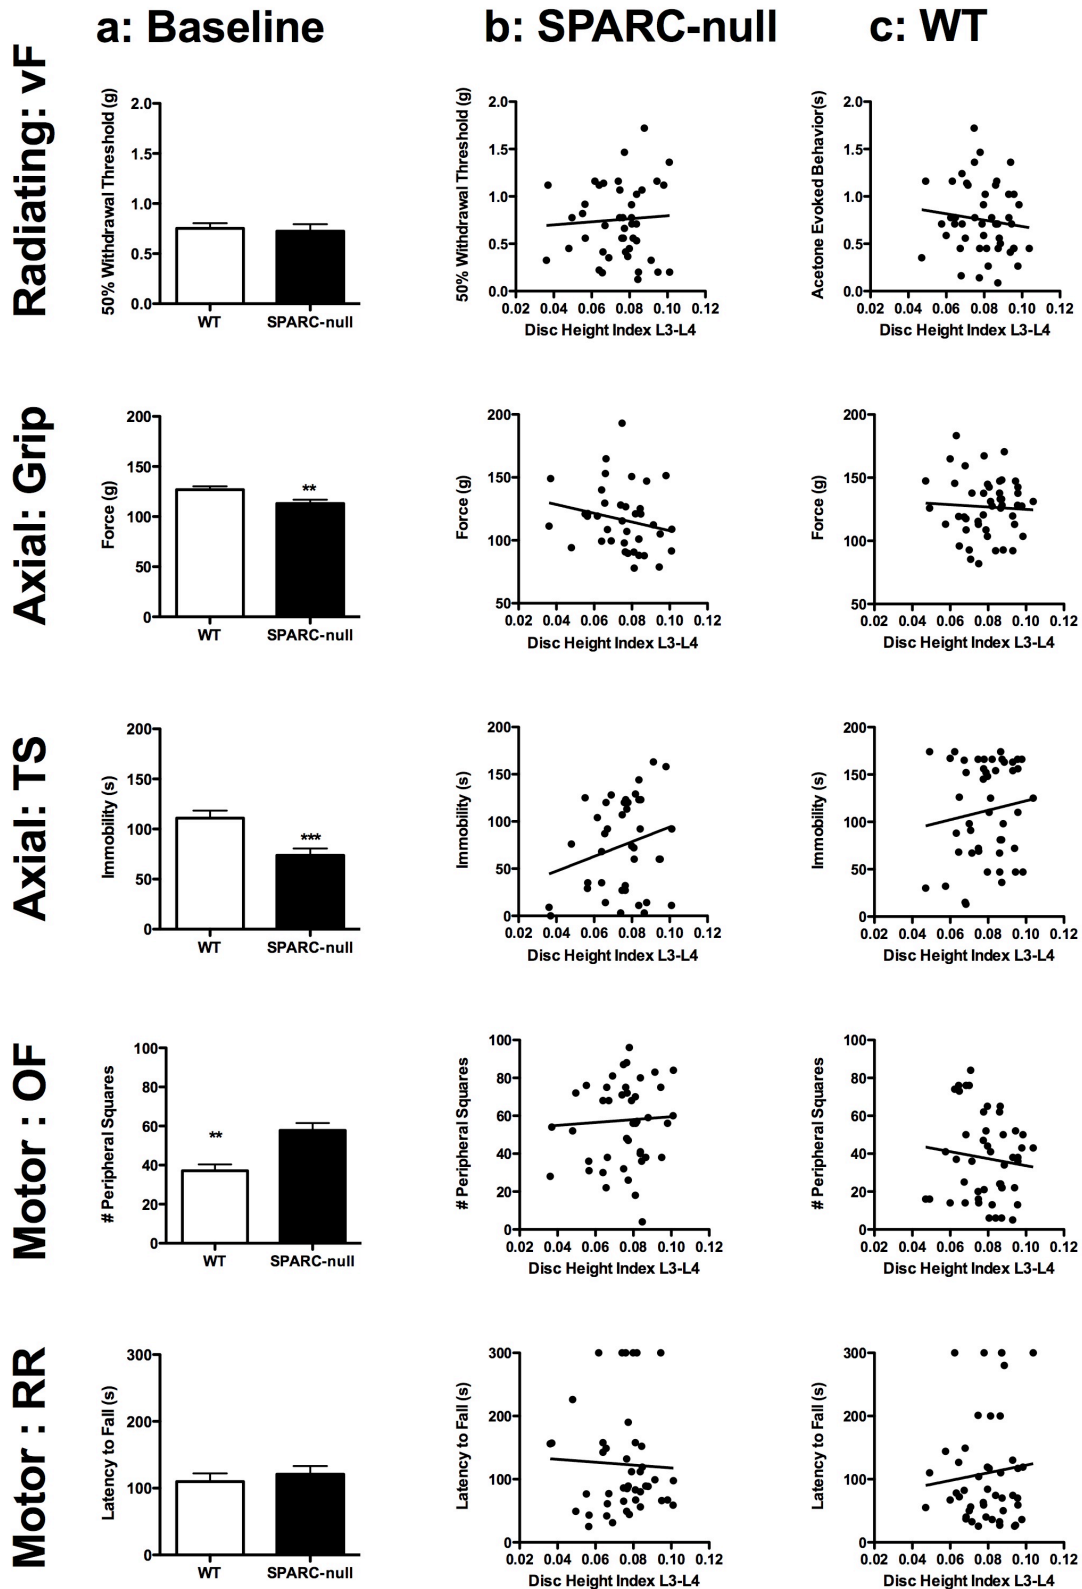 a: Baseline b: SPARC-null c: WT
Radiating: vF
50% Withdrawal Threshold (g)
2.0
1.5
1.0
0.5
0.0
WT SPARC-null
50% Withdrawal Threshold (g)
2.0
1.5
1.0
0.5
0.0
0.02 0.04 0.06 0.08 0.10 0.12
Disc Height Index L3-L4
Acetone Evoked Behavior(s)
2.0
1.5
1.0
0.5
0.0
0.02 0.04 0.06 0.08 0.10 0.12
Disc Height Index L3-L4
Axial: Grip
Force (g)
200
150
100
50
0
**
WT SPARC-null
Force (g)
200
150
100
50
0.02 0.04 0.06 0.08 0.10 0.12
Disc Height Index L3-L4
Force (g)
200
150
100
50
0.02 0.04 0.06 0.08 0.10 0.12
Disc Height Index L3-L4
Axial: TS
Immobility (s)
200
150
100
50
0
***
WT SPARC-null
Immobility (s)
200
150
100
50
0
0.02 0.04 0.06 0.08 0.10 0.12
Disc Height Index L3-L4
Immobility (s)
200
150
100
50
0
0.02 0.04 0.06 0.08 0.10 0.12
Disc Height Index L3-L4
Motor : OF
# Peripheral Squares
100
80
60
40
20
0
**
WT SPARC-null
# Peripheral Squares
100
80
60
40
20
0
0.02 0.04 0.06 0.08 0.10 0.12
Disc Height Index L3-L4
# Peripheral Squares
100
80
60
40
20
0
0.02 0.04 0.06 0.08 0.10 0.12
Disc Height Index L3-L4
Motor : RR
Latency to Fall (s)
300
200
100
0
WT SPARC-null
Latency to Fall (s)
300
200
100
0
0.02 0.04 0.06 0.08 0.10 0.12
Disc Height Index L3-L4
Latency to Fall (s)
300
200
100
0
0.02 0.04 0.06 0.08 0.10 0.12
Disc Height Index L3-L4